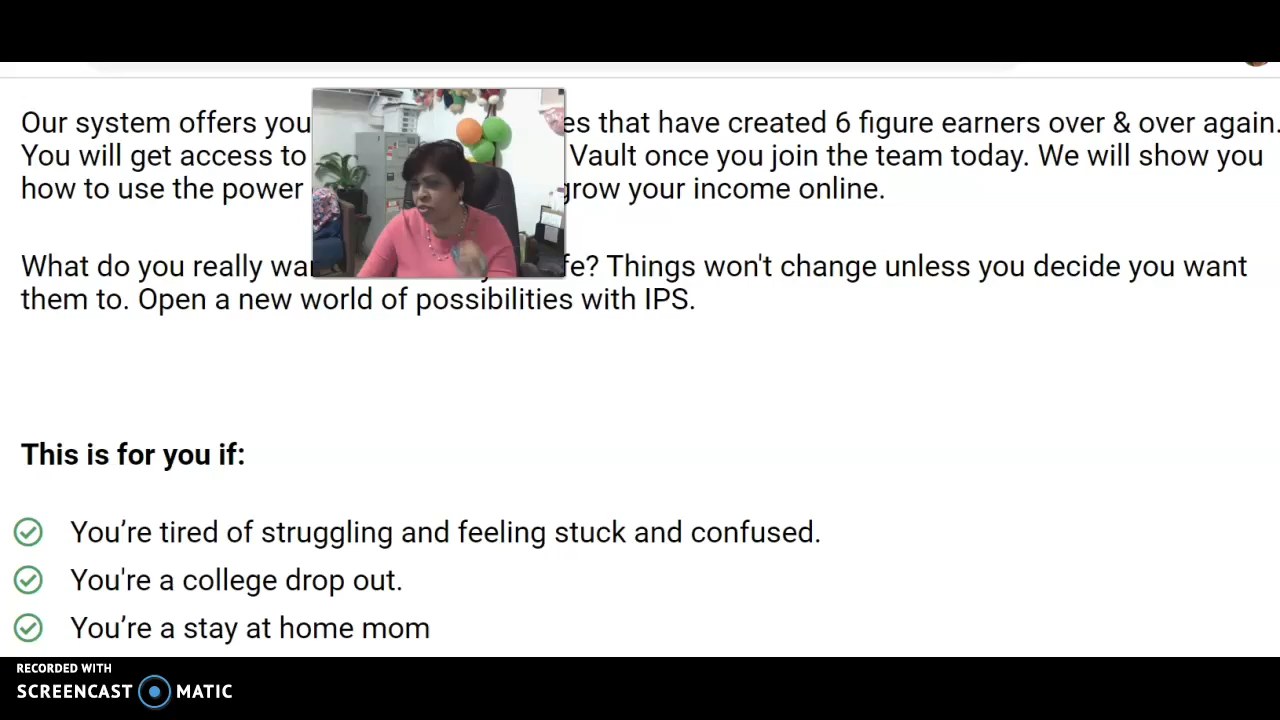 Our system offers you es that have created 6 figure earners over & over again.
You will get access to Vault once you join the team today. We will show you
how to use the power grow your income online.
What do you really wa fe? Things won't change unless you decide you want
them to. Open a new world of possibilities with IPS.
This is for you if:
You’re tired of struggling and feeling stuck and confused.
You're a college drop out.
You’re a stay at home mom
RECORDED WITH
SCREENCAST MATIC